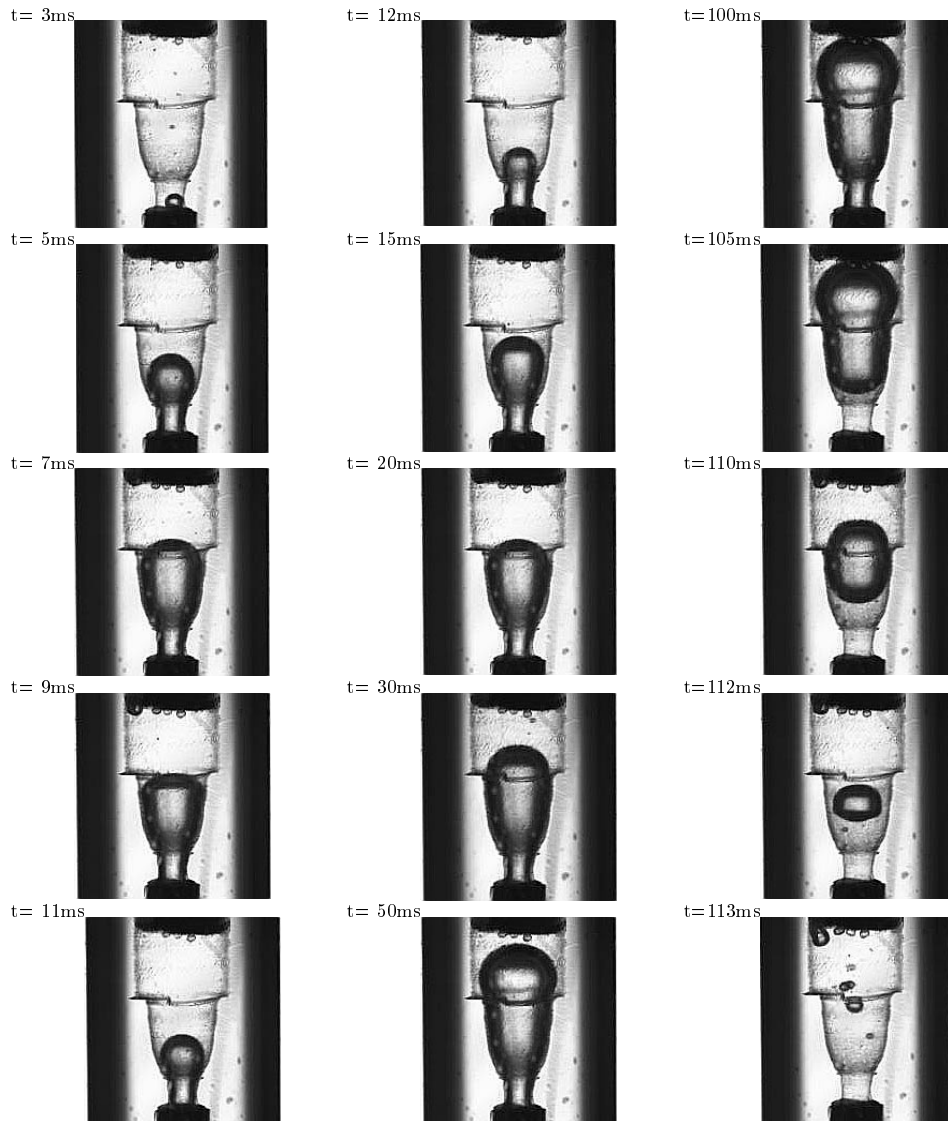 t= 3ms
t= 12ms
t=100ms
t= 5ms
t= 15ms
t=105ms
t= 7ms
t= 20ms
t=110ms
t= 9ms
t= 30ms
t=112ms
t= 11ms
t= 50ms
t=113ms